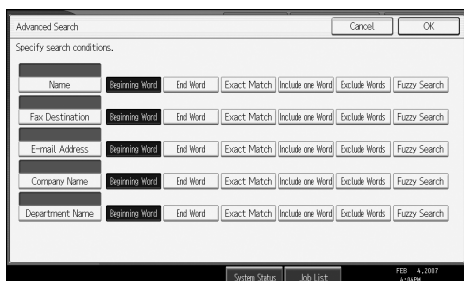 Advanced Search Cancel OK
Specify search conditions.
Name Beginning Word End Word Exact Match Include one Word Exclude Words Fuzzy Search
Fax Destination Beginning Word End Word Exact Match Include one Word Exclude Words Fuzzy Search
E-mail Address Beginning Word End Word Exact Match Include one Word Exclude Words Fuzzy Search
Company Name Beginning Word End Word Exact Match Include one Word Exclude Words Fuzzy Search
Department Name Beginning Word End Word Exact Match Include one Word Exclude Words Fuzzy Search
System Status Job List FEB 4,2007
4:04PM